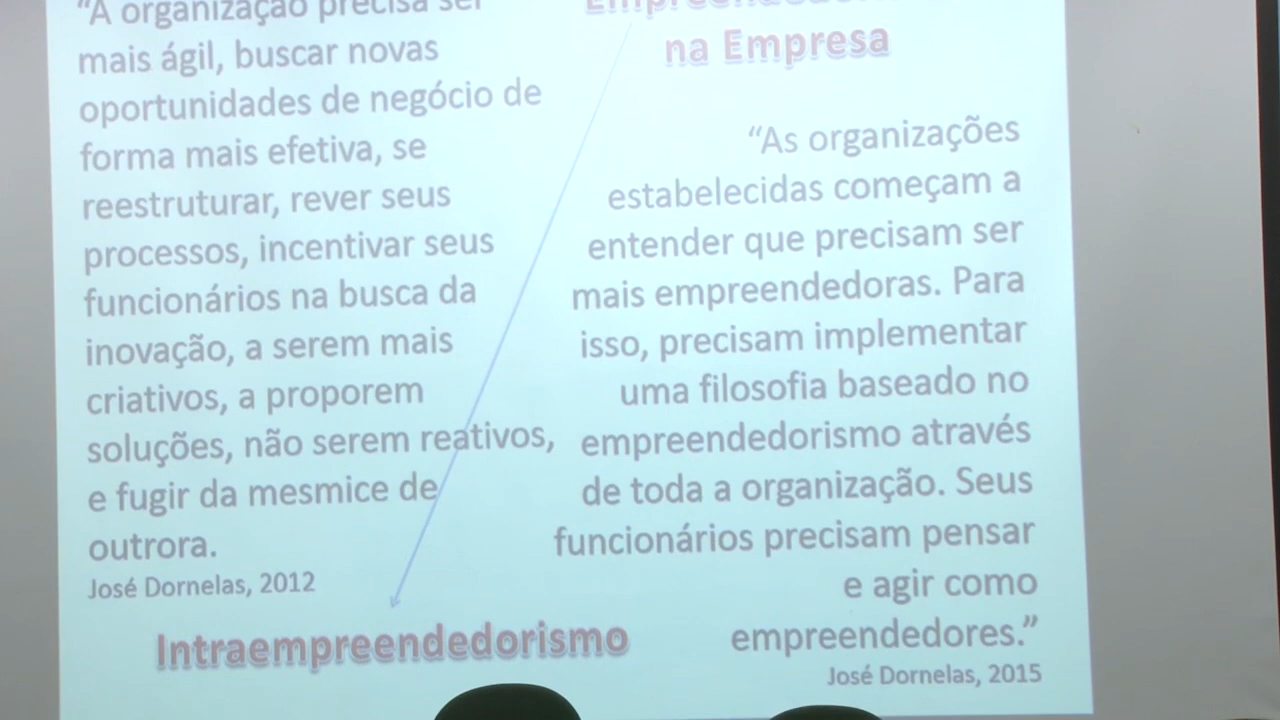 “A organização precisa ser
mais ágil, buscar novas
oportunidades de negócio de
forma mais efetiva, se
reestruturar, rever seus
processos, incentivar seus
funcionários na busca da
inovação, a serem mais
criativos, a proporem
soluções, não serem reativos,
e fugir da mesmice de
outrora.
José Dornelas, 2012
Intraempreendedorismo
na Empresa
“As organizações
estabelecidas começam a
entender que precisam ser
mais empreendedoras. Para
isso, precisam implementar
uma filosofia baseado no
empreendedorismo através
de toda a organização. Seus
funcionários precisam pensar
e agir como
empreendedores.”
José Dornelas, 2015